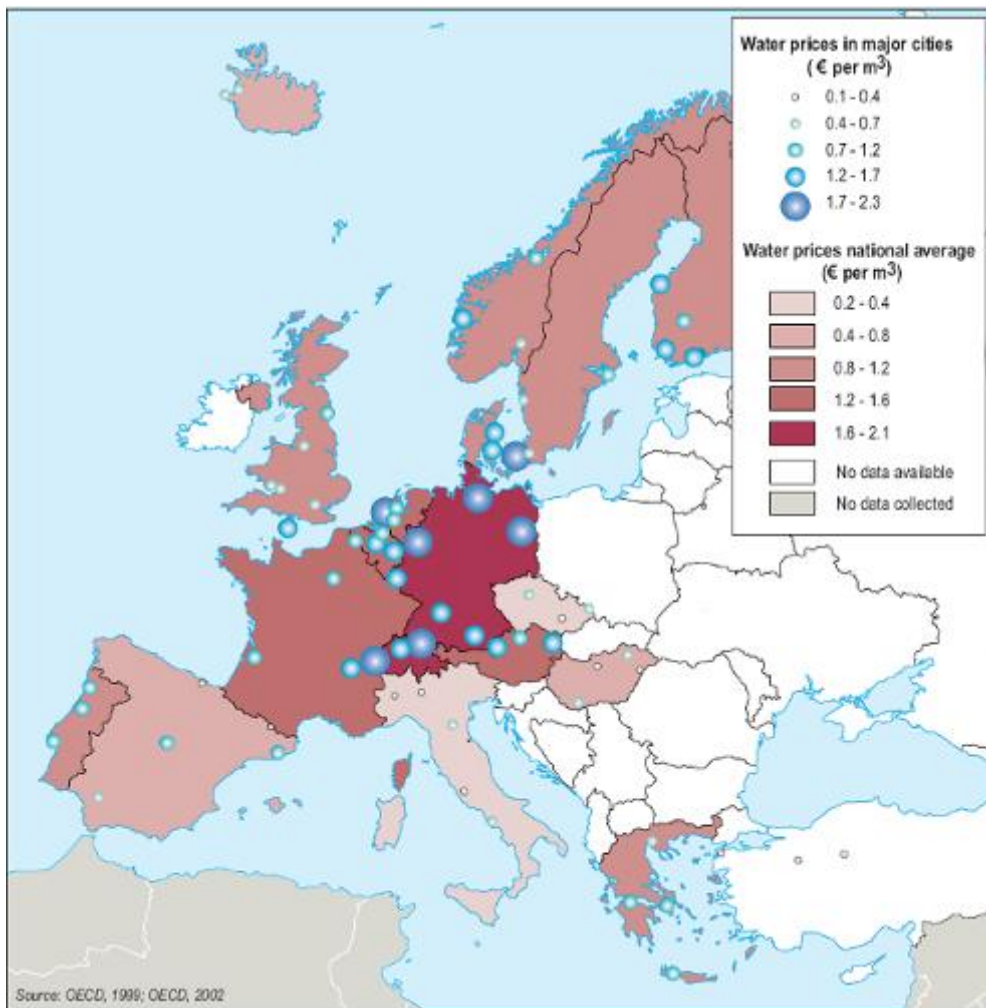 Water prices in major cities
(€ per m3)
0.1 - 0.4
0.4 - 0.7
0.7 - 1.2
1.2 - 1.7
1.7 - 2.3
Water prices national average
(€ per m3)
0.2 - 0.4
0.4 - 0.8
0.8 - 1.2
1.2 - 1.6
1.6 - 2.1
No data available
No data collected
Source: OECD, 1999; OECD, 2002